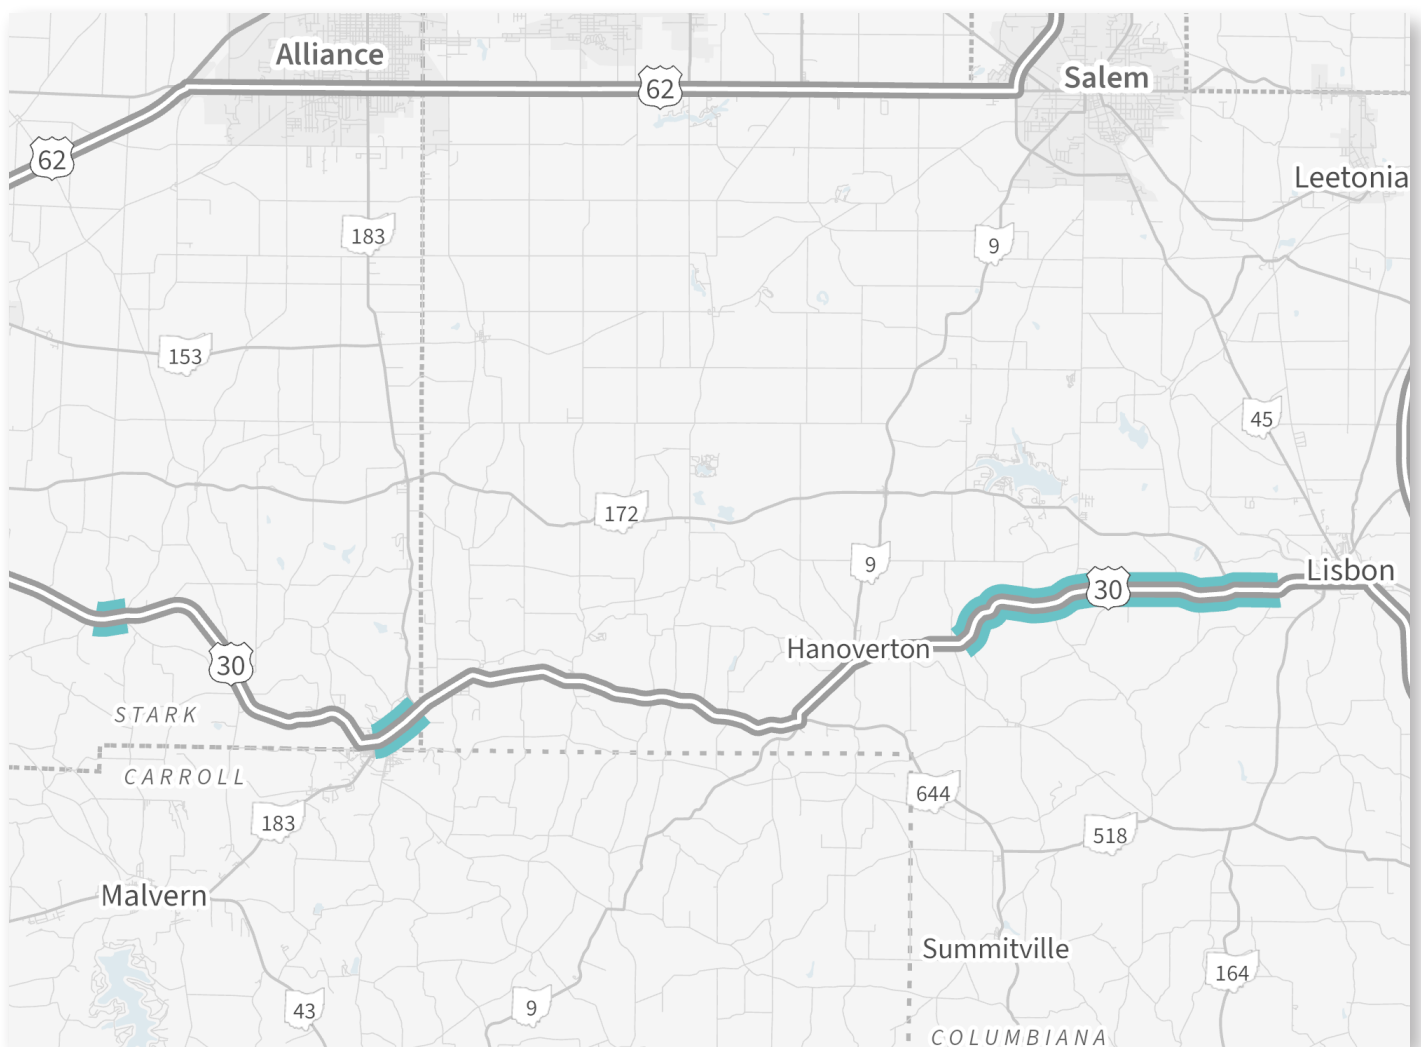 Alliance
Salem
62
62
Leetonia
183
9
153
45
172
9
Lisbon
30
Hanoverton
30
STARK
CARROLL
644
183
518
Malvern
Summitville
164
43
9
COLUMBIANA